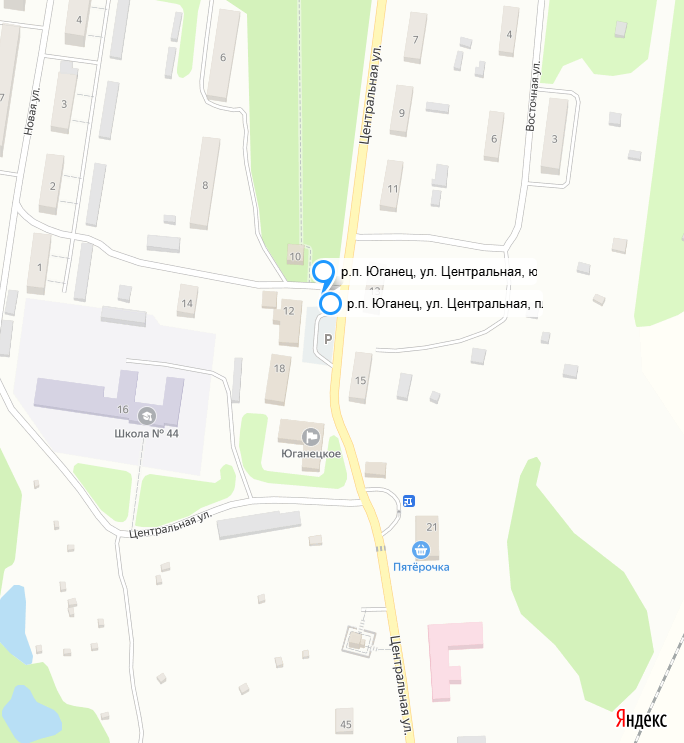 4
6
7
4
Центральная ул.
7
3
Новая ул.
9
Восточная ул.
6
3
2
8
11
10
1
р.п. Юганец, ул. Центральная, ю
14
12
р.п. Юганец, ул. Центральная, пл
P
18
15
16
Школа № 44
Юганецкое
Центральная ул.
21
Пятёрочка
Центральная ул.
45
Яндекс